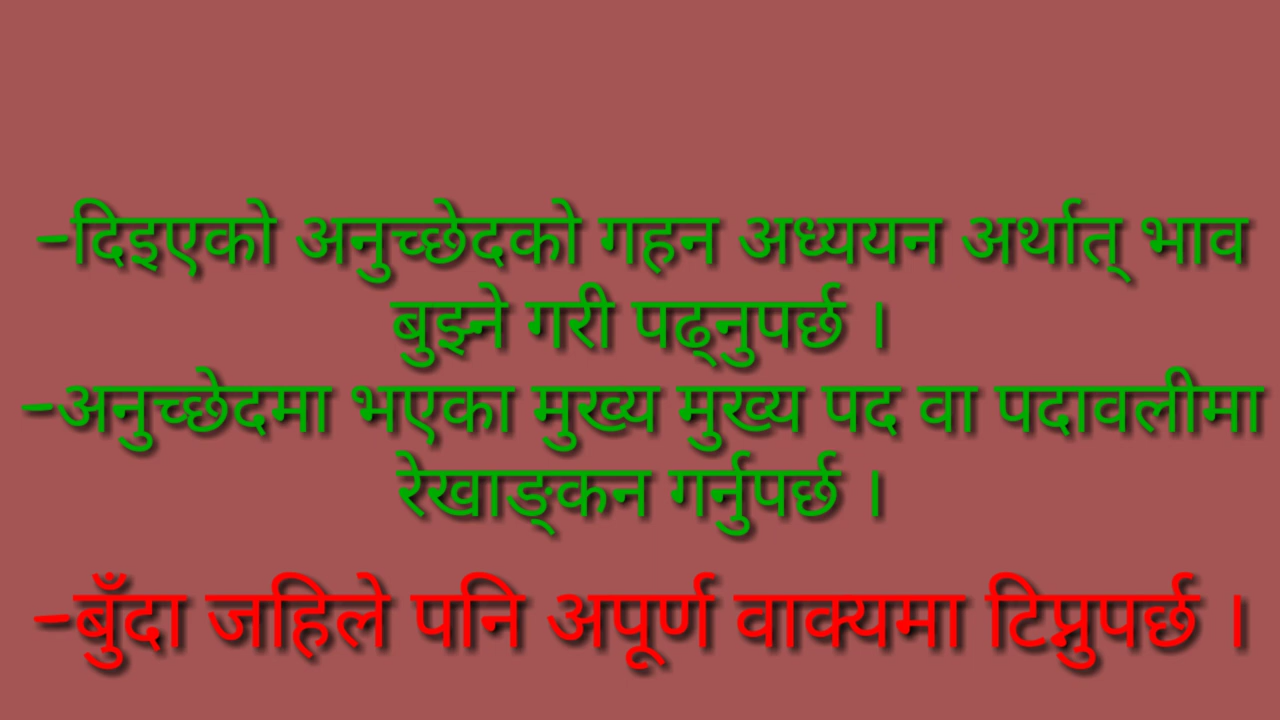 -दिइएको अनुच्छेदको गहन अध्ययन अर्थात् भाव
बुझ्ने गरी पढ्नुपर्छ ।
-अनुच्छेदमा भएका मुख्य मुख्य पद वा पदावलीमा
रेखाङ्कन गर्नुपर्छ ।
-बुँदा जहिले पनि अपूर्ण वाक्यमा टिप्नुपर्छ ।